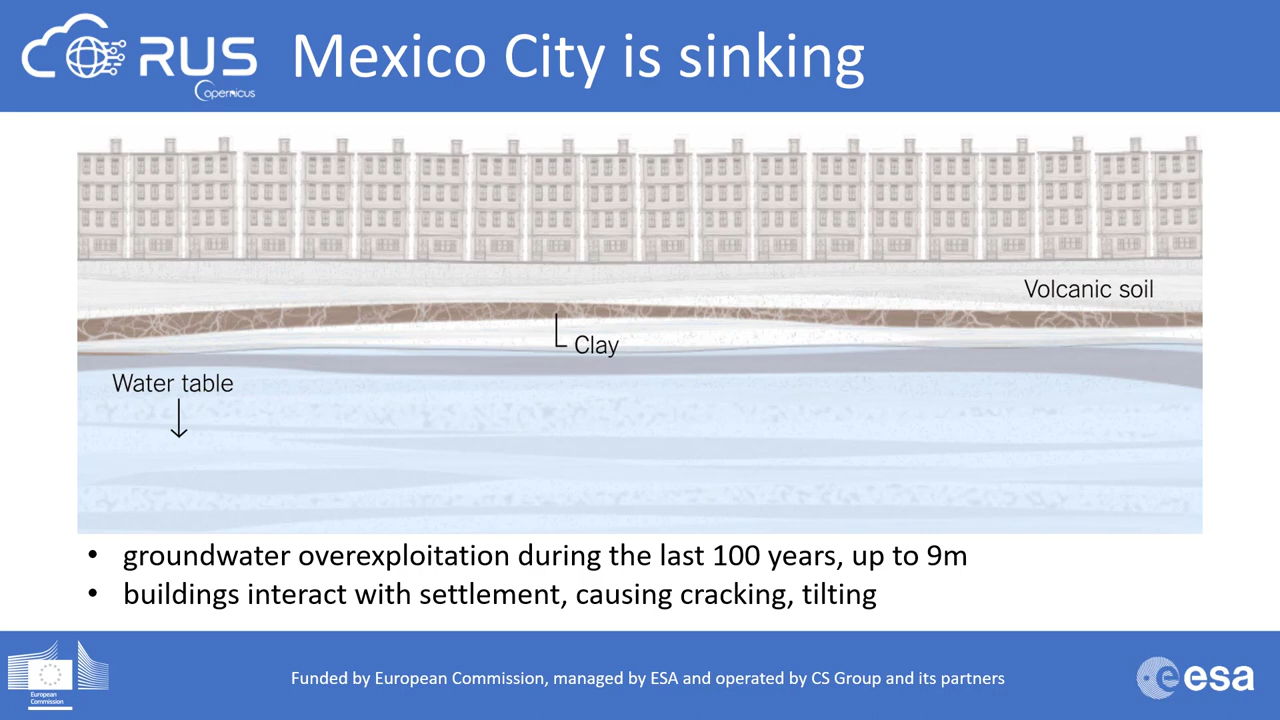 RUS
Copernicus
Mexico City is sinking
Volcanic soil
Clay
Water table
• groundwater overexploitation during the last 100 years, up to 9m
• buildings interact with settlement, causing cracking, tilting
European
Commission
Funded by European Commission, managed by ESA and operated by CS Group and its partners
esa